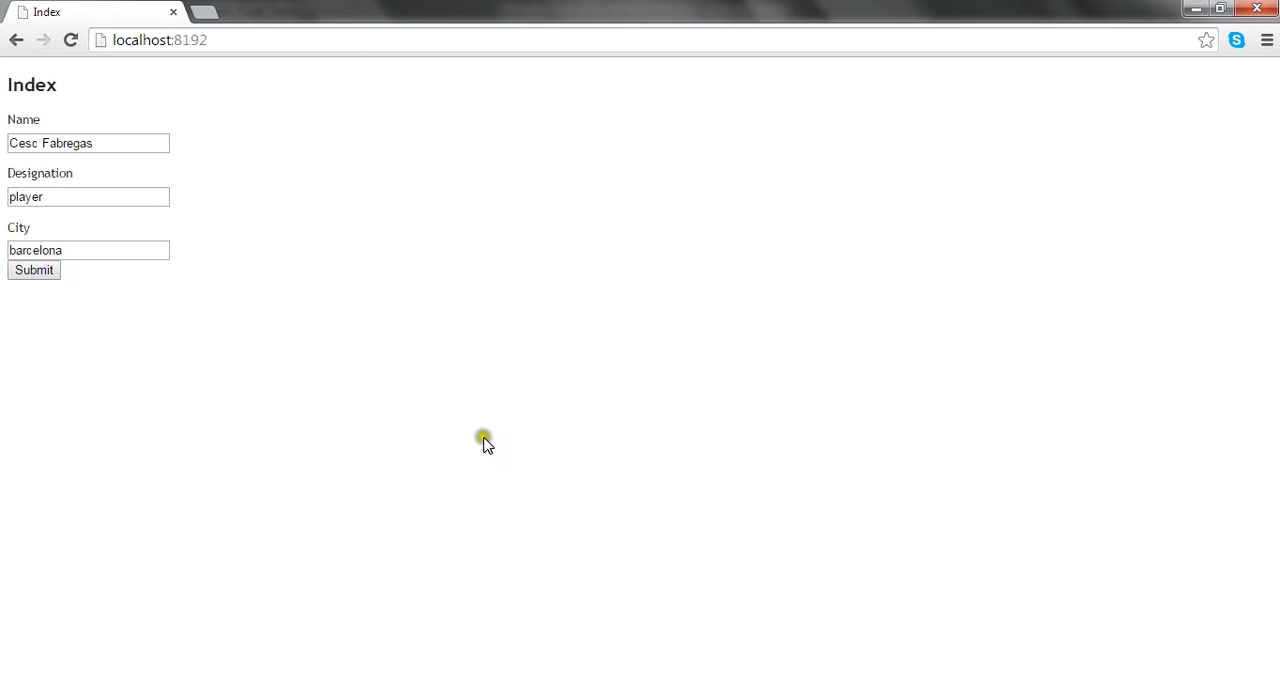 Index
localhost:8192
Index
Name
Cesc Fabregas
Designation
player
City
barcelona
Submit